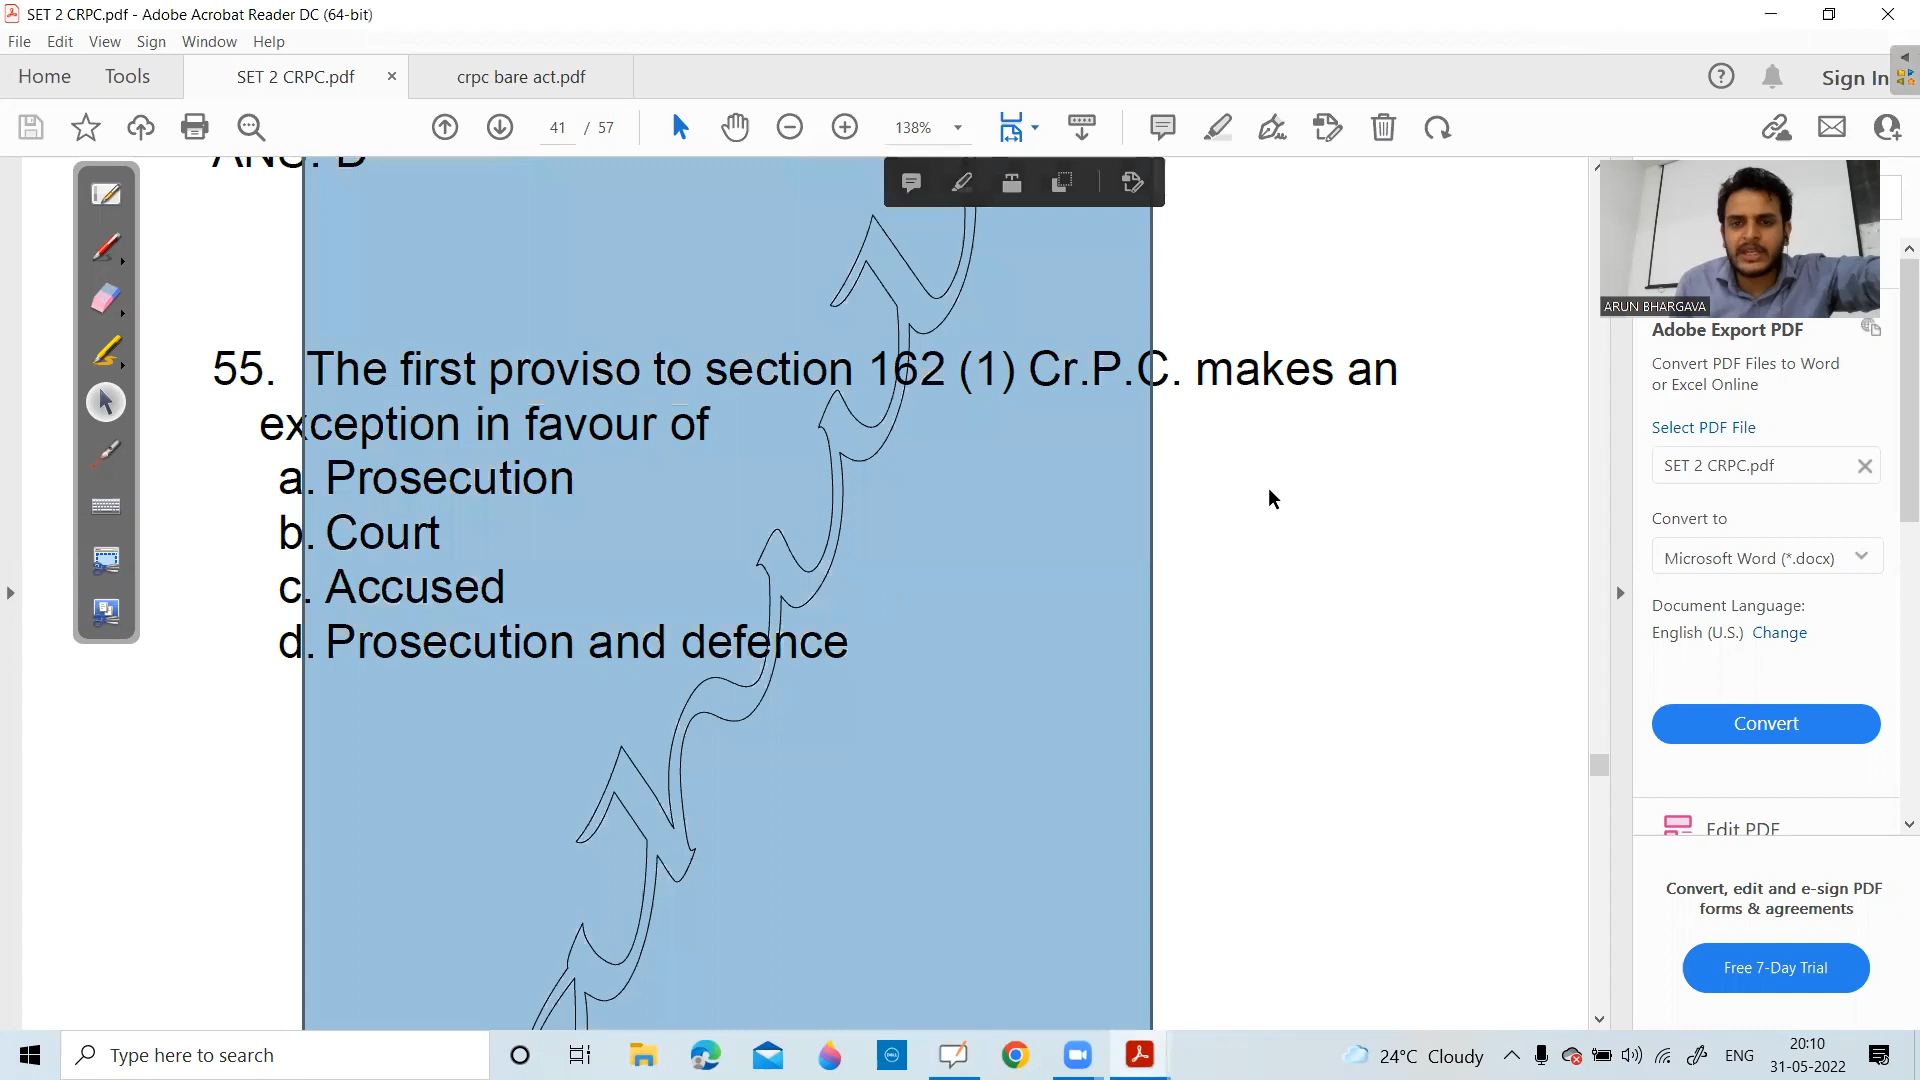 SET 2 CRPC.pdf - Adobe Acrobat Reader DC (64-bit)
File Edit View Sign Window Help
Home Tools SET 2 CRPC.pdf crpc bare act.pdf Sign In
41 / 57 138%
ANS. D
55. The first proviso to section 162 (1) Cr.P.C. makes an
exception in favour of
a. Prosecution
b. Court
c. Accused
d. Prosecution and defence
ARUN BHARGAVA
Adobe Export PDF
Convert PDF Files to Word
or Excel Online
Select PDF File
SET 2 CRPC.pdf
Convert to
Microsoft Word (*.docx)
Document Language:
English (U.S.) Change
Convert
Edit PDF
Convert, edit and e-sign PDF
forms & agreements
Free 7-Day Trial
Type here to search
DELL
24°C Cloudy
ENG
20:10
31-05-2022